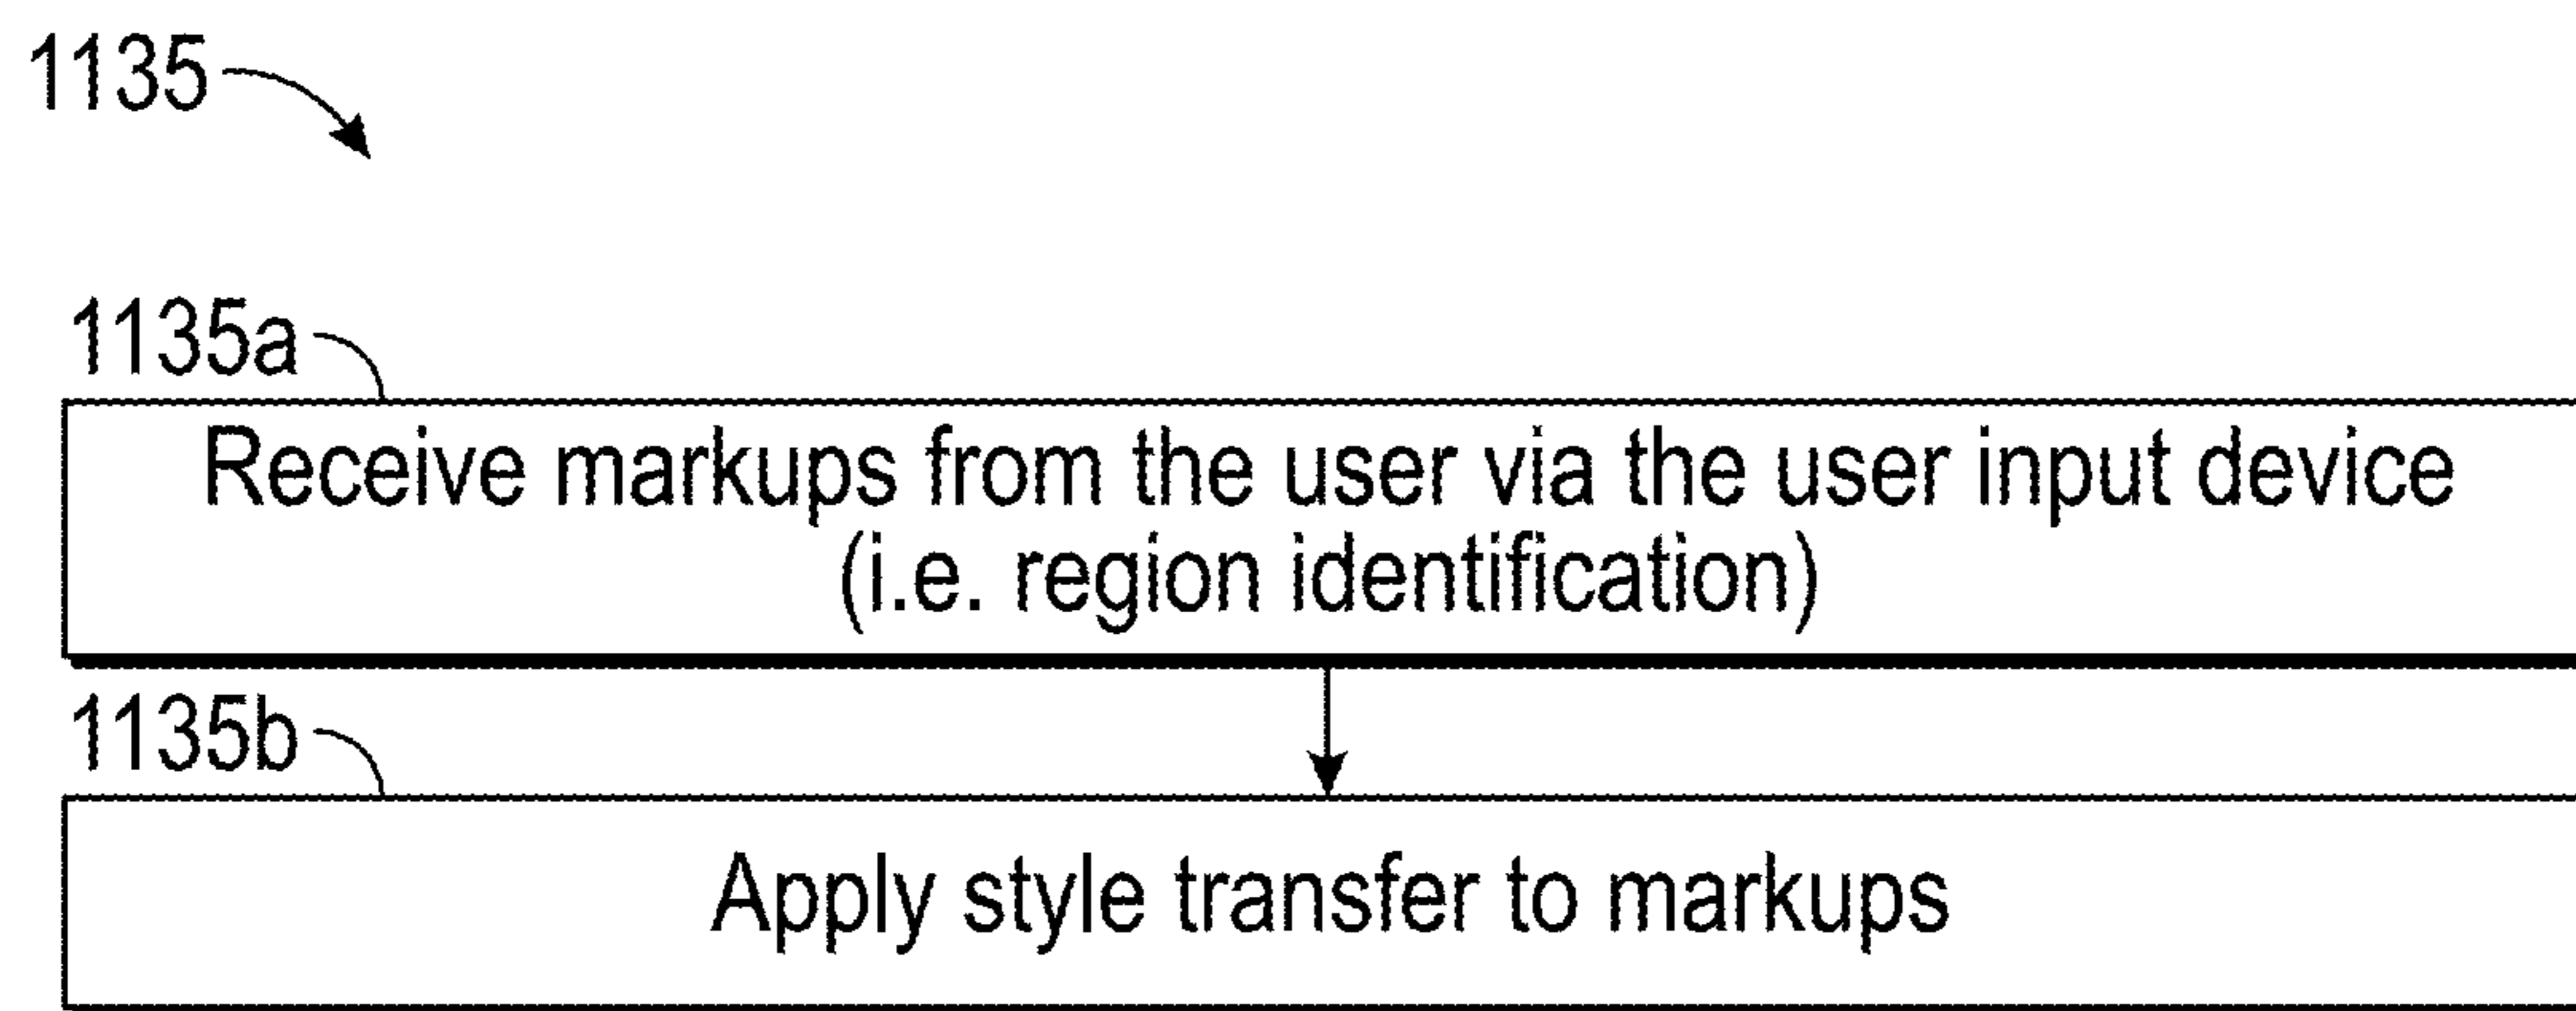 1135
1135a
Receive markups from the user via the user input device
(i.e. region identification)
1135b
Apply style transfer to markups